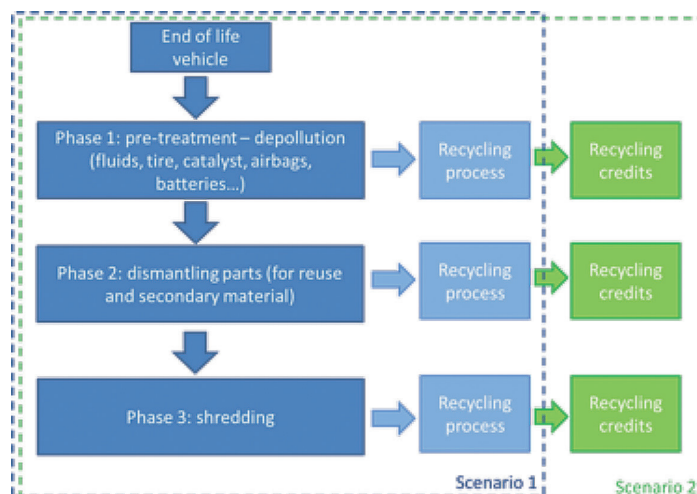 End of life
vehicle
Phase 1: pre-treatment – depollution
(fluids, tire, catalyst, airbags,
batteries...)
Recycling
process
Recycling
credits
Phase 2: dismantling parts (for reuse
and secondary material)
Recycling
process
Recycling
credits
Phase 3: shredding
Recycling
process
Recycling
credits
Scenario 1
Scenario 2